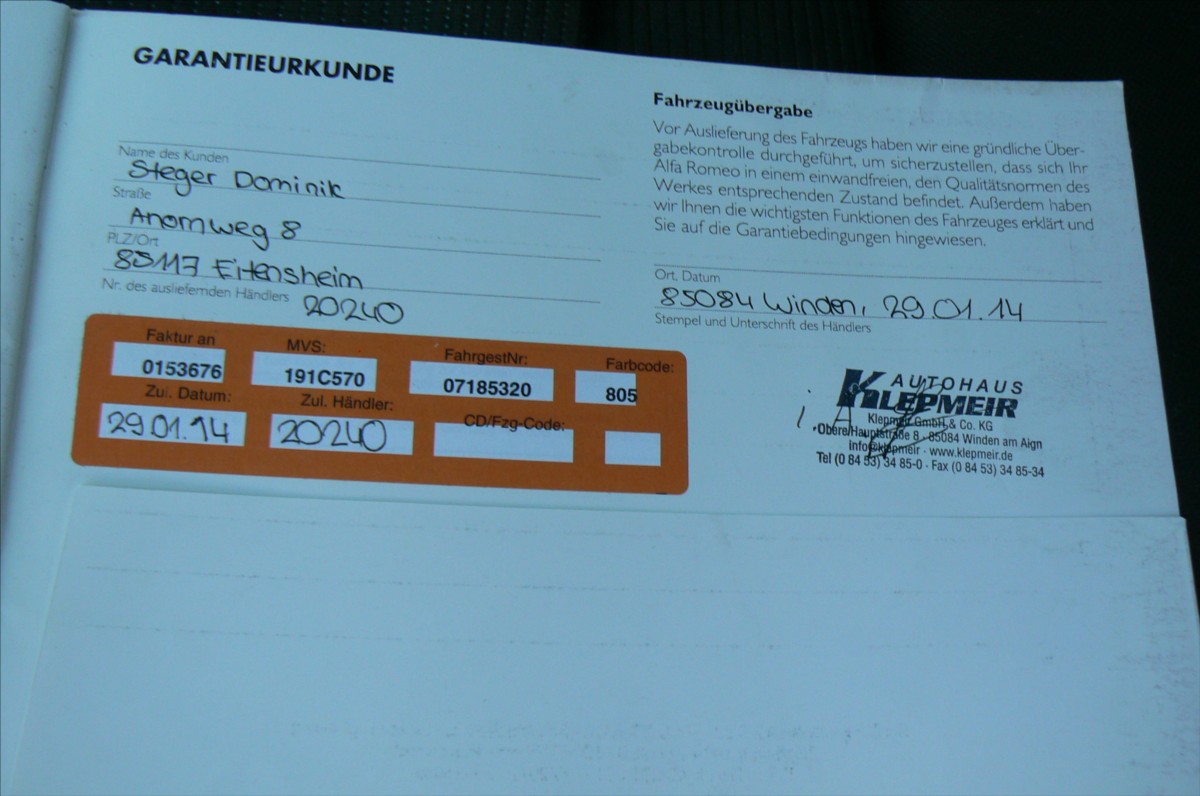 GARANTIEURKUNDE
Name des Kunden
Steger Dominik
Straße
Ahornweg 8
PLZ/Ort
85117 Eitensheim
Nr. des ausliefernden Händlers 20240
Faktur an MVS: FahrgestNr: Farbcode:
0153676 191C570 07185320 805
Zul. Datum: Zul. Händler: CD/Fzg-Code:
29.01.14 20240
Fahrzeugübergabe
Vor Auslieferung des Fahrzeugs haben wir eine gründliche Über-
gabekontrolle durchgeführt, um sicherzustellen, dass sich Ihr
Alfa Romeo in einem einwandfreien, den Qualitätsnormen des
Werkes entsprechenden Zustand befindet. Außerdem haben
wir Ihnen die wichtigsten Funktionen des Fahrzeuges erklärt und
Sie auf die Garantiebedingungen hingewiesen.
Ort, Datum
85084 Winden, 29.01.14
Stempel und Unterschrift des Händlers
AUTOHAUS
KLEPMEIR
Klepmeir GmbH & Co. KG
Obere Hauptstraße 8 · 85084 Winden am Aign
info@klepmeir · www.klepmeir.de
Tel (0 84 53) 34 85-0 · Fax (0 84 53) 34 85-34